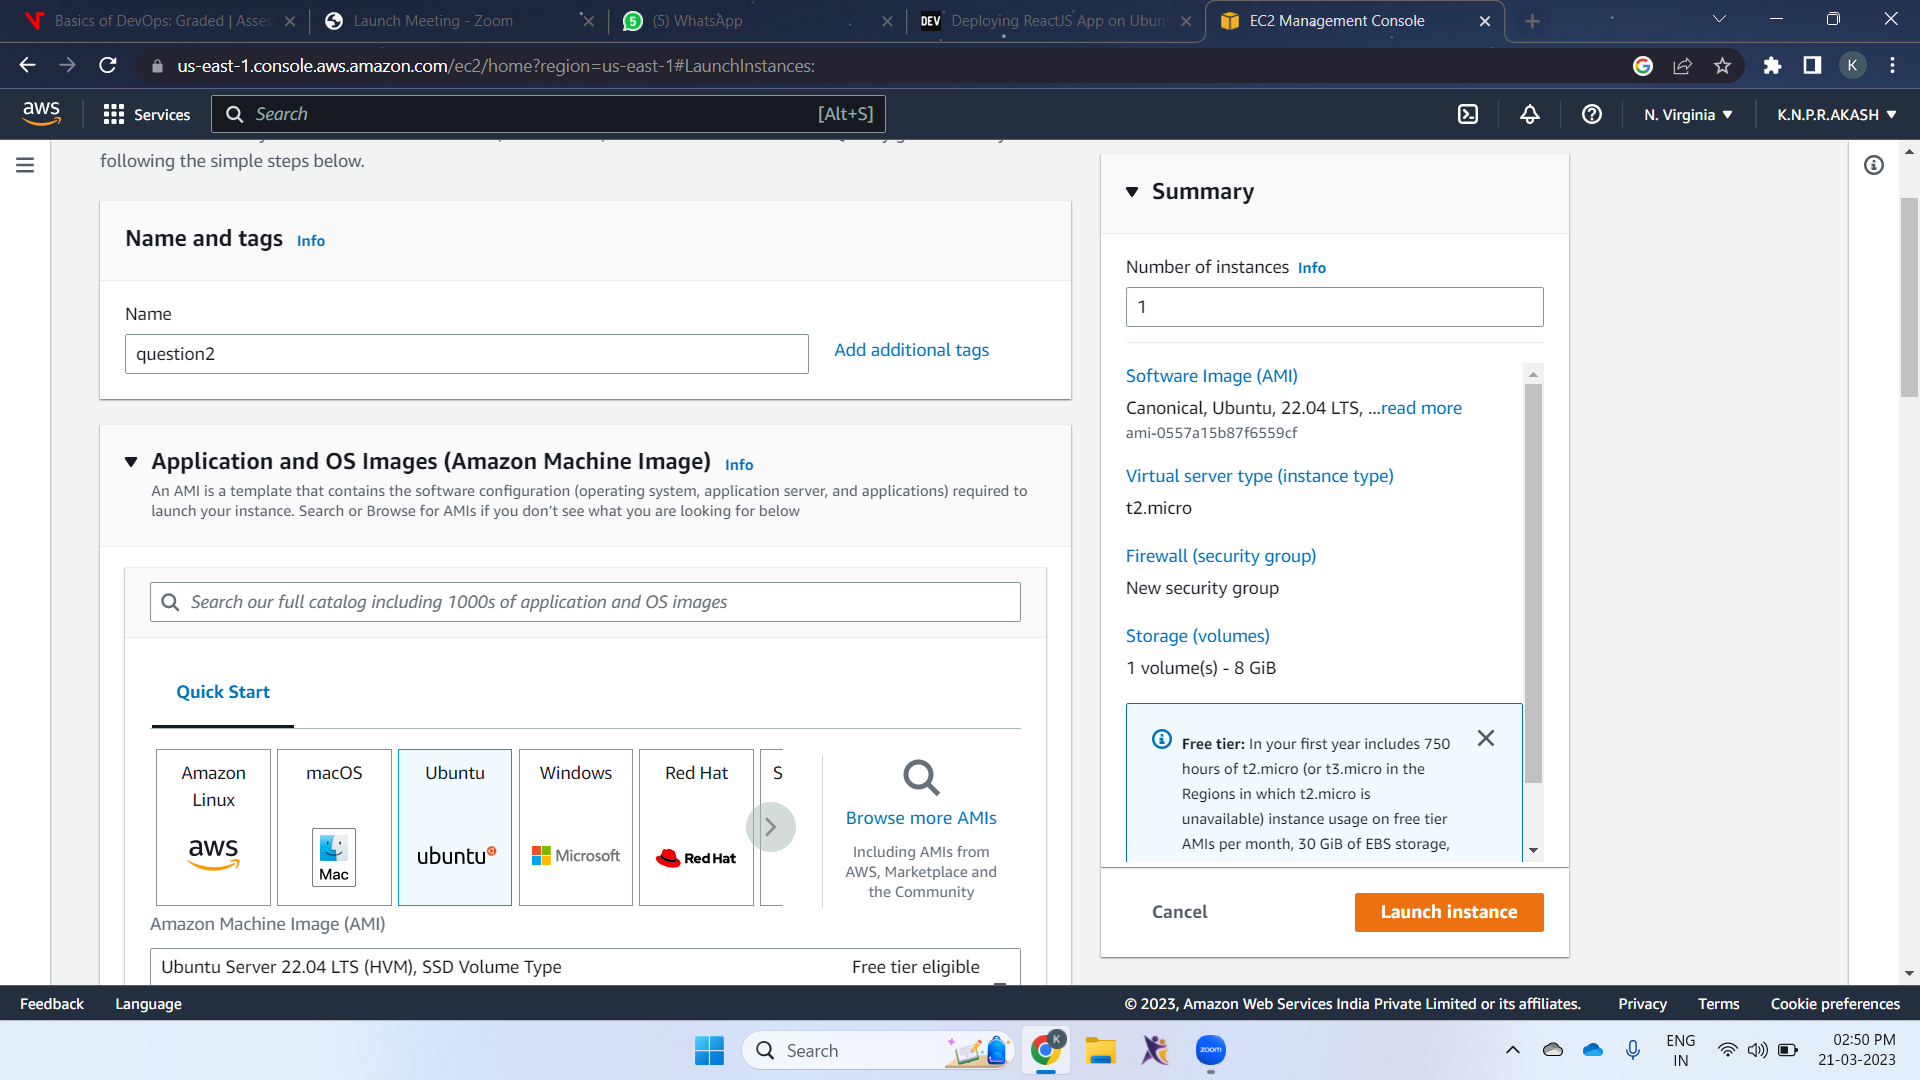 Basics of DevOps: Graded | Asses
Launch Meeting - Zoom
(5) WhatsApp
DEV
Deploying ReactJS App on Ubunt
EC2 Management Console
us-east-1.console.aws.amazon.com/ec2/home?region=us-east-1#LaunchInstances:
K
aws
Services
Search
[Alt+S]
N. Virginia ▼
K.N.P.R.AKASH ▼
following the simple steps below.
Name and tags Info
Name
question2
Add additional tags
Application and OS Images (Amazon Machine Image) Info
An AMI is a template that contains the software configuration (operating system, application server, and applications) required to
launch your instance. Search or Browse for AMIs if you don't see what you are looking for below
Search our full catalog including 1000s of application and OS images
Quick Start
Amazon
Linux
aws
macOS
Mac
Ubuntu
ubuntu
Windows
Microsoft
Red Hat
Red Hat
S
Browse more AMIs
Including AMIs from
AWS, Marketplace and
the Community
Amazon Machine Image (AMI)
Ubuntu Server 22.04 LTS (HVM), SSD Volume Type
Free tier eligible
Summary
Number of instances Info
1
Software Image (AMI)
Canonical, Ubuntu, 22.04 LTS, ...read more
ami-0557a15b87f6559cf
Virtual server type (instance type)
t2.micro
Firewall (security group)
New security group
Storage (volumes)
1 volume(s) - 8 GiB
Free tier: In your first year includes 750
hours of t2.micro (or t3.micro in the
Regions in which t2.micro is
unavailable) instance usage on free tier
AMIs per month, 30 GiB of EBS storage,
Cancel
Launch instance
Feedback
Language
© 2023, Amazon Web Services India Private Limited or its affiliates.
Privacy
Terms
Cookie preferences
Search
K
zoom
ENG
IN
02:50 PM
21-03-2023